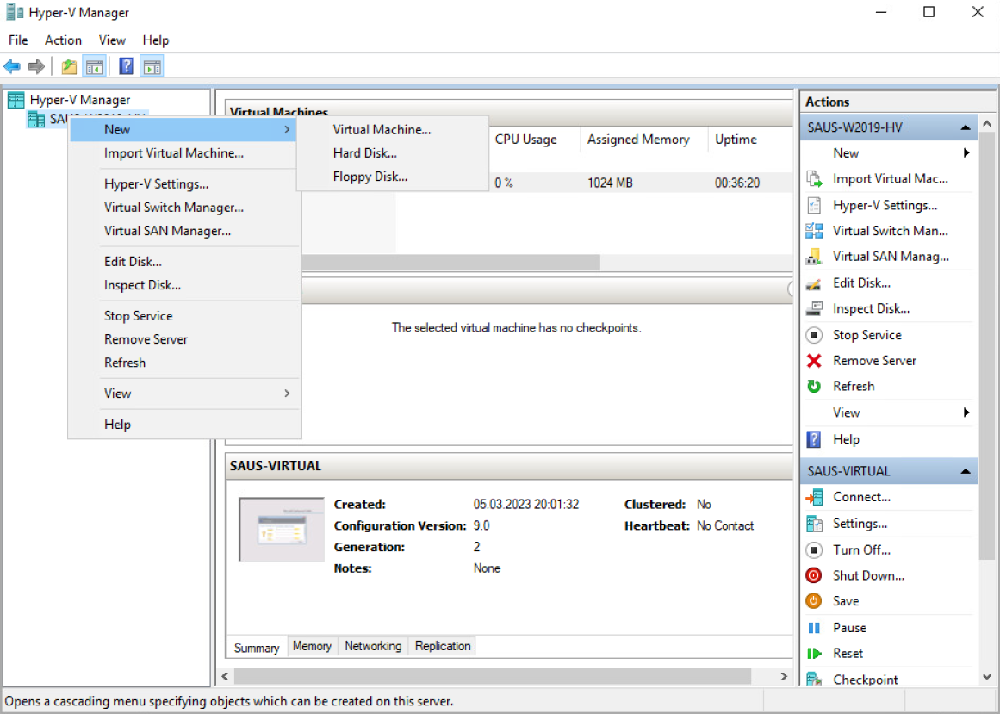 Hyper-V Manager
File Action View Help
Hyper-V Manager
New
Import Virtual Machine...
Hyper-V Settings...
Virtual Switch Manager...
Virtual SAN Manager...
Edit Disk...
Inspect Disk...
Stop Service
Remove Server
Refresh
View
Help
Virtual Machine...
Hard Disk...
Floppy Disk...
Virtual Machines
CPU Usage Assigned Memory Uptime
0 % 1024 MB 00:36:20
The selected virtual machine has no checkpoints.
SAUS-VIRTUAL
Created: 05.03.2023 20:01:32 Clustered: No
Configuration Version: 9.0 Heartbeat: No Contact
Generation: 2
Notes: None
Summary Memory Networking Replication
Actions
SAUS-W2019-HV
New
Import Virtual Mac...
Hyper-V Settings...
Virtual Switch Man...
Virtual SAN Manag...
Edit Disk...
Inspect Disk...
Stop Service
Remove Server
Refresh
View
Help
SAUS-VIRTUAL
Connect...
Settings...
Turn Off...
Shut Down...
Save
Pause
Reset
Checkpoint
Opens a cascading menu specifying objects which can be created on this server.